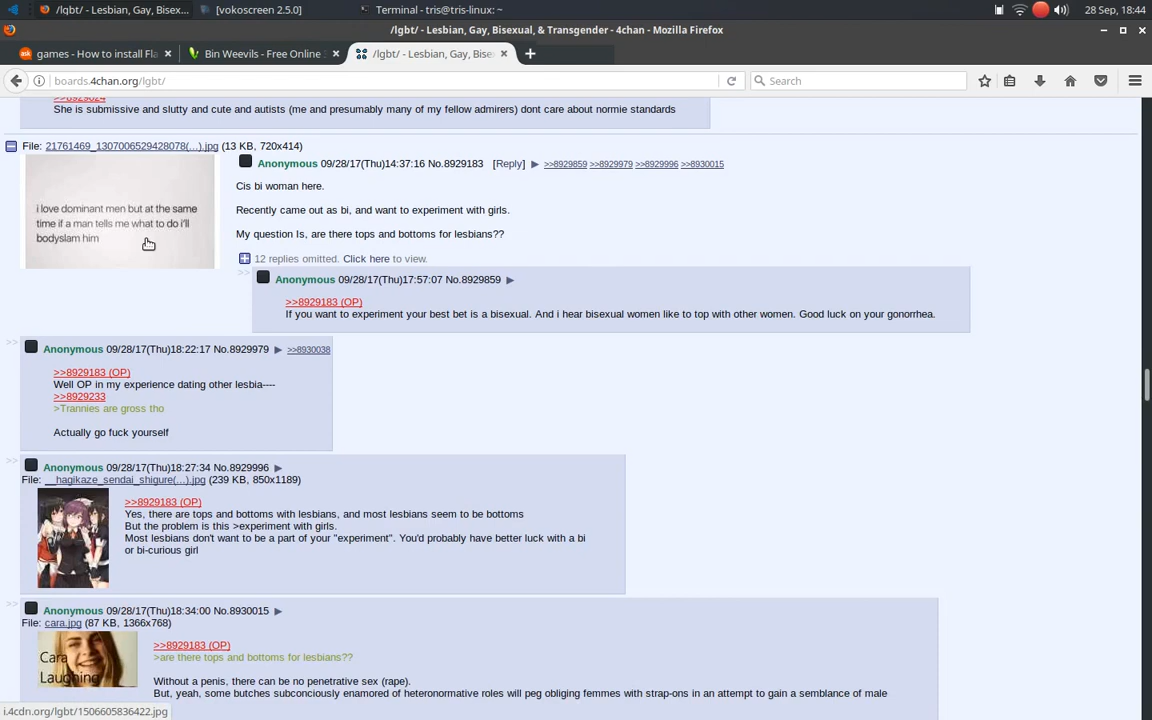 /lgbt/ - Lesbian, Gay, Bisex...
[vokoscreen 2.5.0]
Terminal - tris@tris-linux: ~
28 Sep, 18:44
/lgbt/ - Lesbian, Gay, Bisexual, & Transgender - 4chan - Mozilla Firefox
ask
games - How to install Fla
Bin Weevils - Free Online
/lgbt/ - Lesbian, Gay, Bise
boards.4chan.org/lgbt/
Search
>>8929024
She is submissive and slutty and cute and autists (me and presumably many of my fellow admirers) dont care about normie standards
File: 21761469_1307006529428078(...).jpg (13 KB, 720x414)
i love dominant men but at the same
time if a man tells me what to do i'll
bodyslam him
Anonymous 09/28/17(Thu)14:37:16 No.8929183 [Reply] ▶ >>8929859 >>8929979 >>8929996 >>8930015
Cis bi woman here.
Recently came out as bi, and want to experiment with girls.
My question Is, are there tops and bottoms for lesbians??
12 replies omitted. Click here to view.
>> Anonymous 09/28/17(Thu)17:57:07 No.8929859 ▶
>>8929183 (OP)
If you want to experiment your best bet is a bisexual. And i hear bisexual women like to top with other women. Good luck on your gonorrhea.
>> Anonymous 09/28/17(Thu)18:22:17 No.8929979 ▶ >>8930038
>>8929183 (OP)
Well OP in my experience dating other lesbia----
>>8929233
>Trannies are gross tho
Actually go fuck yourself
>> Anonymous 09/28/17(Thu)18:27:34 No.8929996 ▶
File: __hagikaze_sendai_shigure(...).jpg (239 KB, 850x1189)
>>8929183 (OP)
Yes, there are tops and bottoms with lesbians, and most lesbians seem to be bottoms
But the problem is this >experiment with girls.
Most lesbians don't want to be a part of your "experiment". You'd probably have better luck with a bi
or bi-curious girl
>> Anonymous 09/28/17(Thu)18:34:00 No.8930015 ▶
File: cara.jpg (87 KB, 1366x768)
Cara
Laughing
>>8929183 (OP)
>are there tops and bottoms for lesbians??
Without a penis, there can be no penetrative sex (rape).
But, yeah, some butches subconciously enamored of heteronormative roles will peg obliging femmes with strap-ons in an attempt to gain a semblance of male
i.4cdn.org/lgbt/1506605836422.jpg